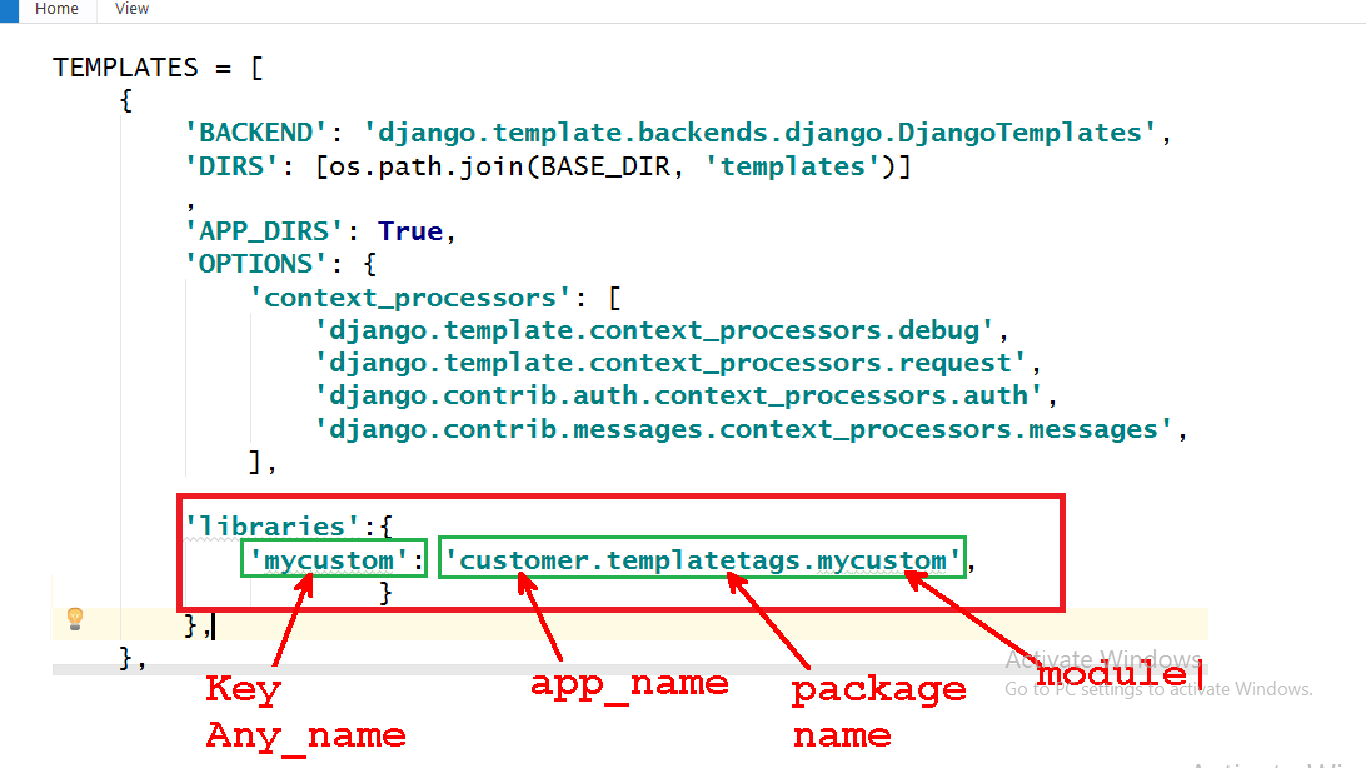 Home View
TEMPLATES = [
{
'BACKEND': 'django.template.backends.django.DjangoTemplates',
'DIRS': [os.path.join(BASE_DIR, 'templates')]
,
'APP_DIRS': True,
'OPTIONS': {
'context_processors': [
'django.template.context_processors.debug',
'django.template.context_processors.request',
'django.contrib.auth.context_processors.auth',
'django.contrib.messages.context_processors.messages',
],
'libraries':{
'mycustom': 'customer.templatetags.mycustom',
}
},
},
Activate Windows
Go to PC settings to activate Windows.
Key
Any_name
app_name
package
name
module|